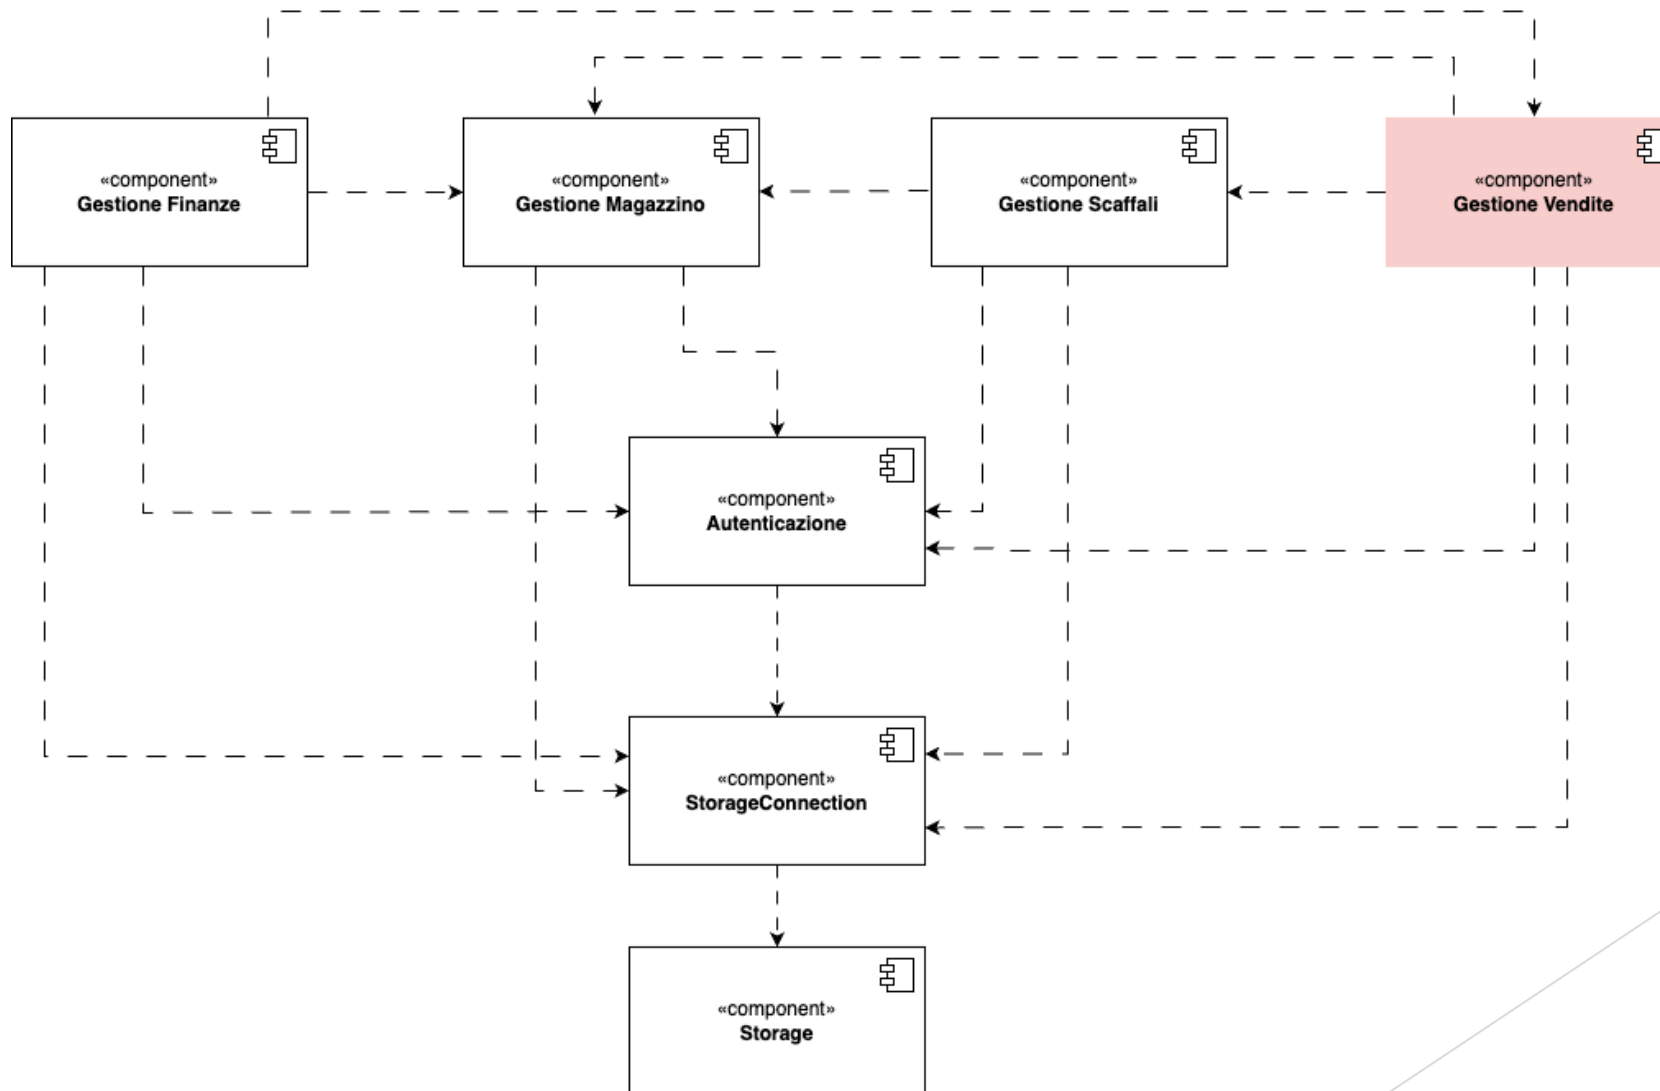 «component»
Gestione Finanze
«component»
Gestione Magazzino
«component»
Gestione Scaffali
«component»
Gestione Vendite
«component»
Autenticazione
«component»
StorageConnection
«component»
Storage